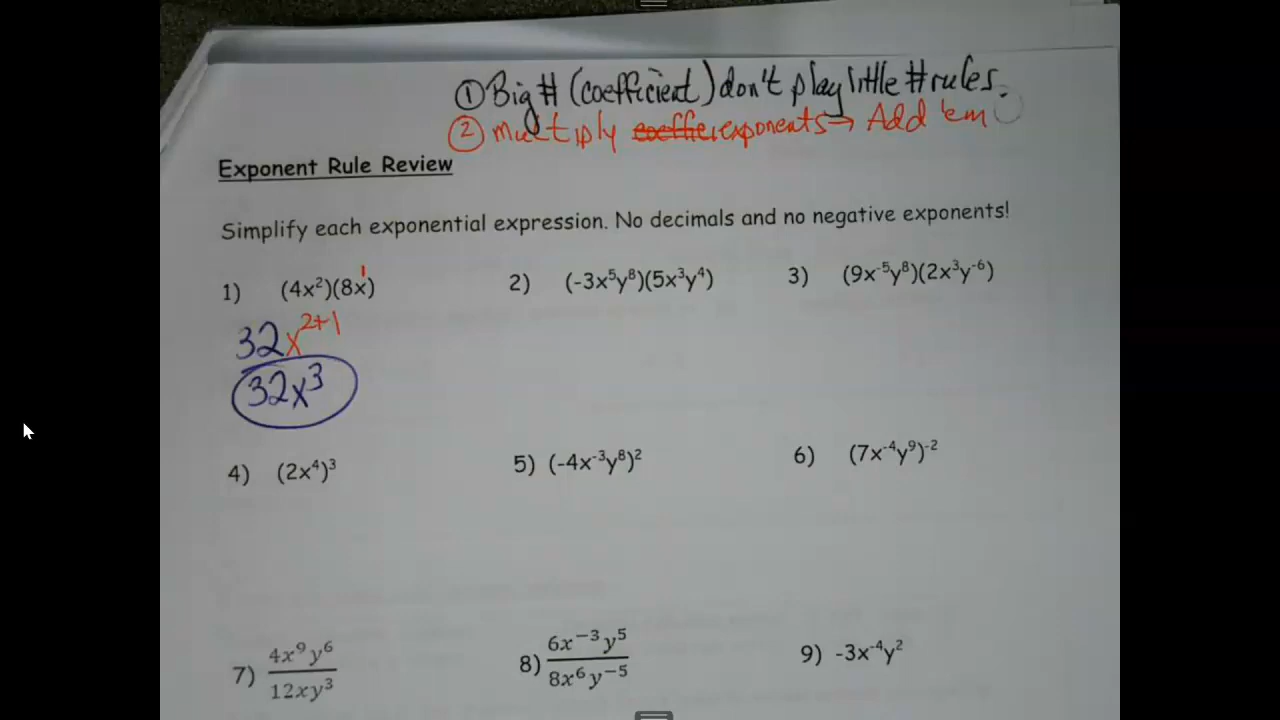 ① Big # (coefficient) don't play little # rules.
② multiply coeffic exponents → Add 'em
Exponent Rule Review
Simplify each exponential expression. No decimals and no negative exponents!
1) (4x²)(8x¹) 2) (-3x⁵y⁸)(5x³y⁴) 3) (9x⁻⁵y⁸)(2x³y⁻⁶)
32x²⁺¹
32x³
4) (2x⁴)³ 5) (-4x⁻³y⁸)² 6) (7x⁻⁴y⁹)⁻²
7) 4x⁹y⁶ / 12xy³ 8) 6x⁻³y⁵ / 8x⁶y⁻⁵ 9) -3x⁻⁴y²